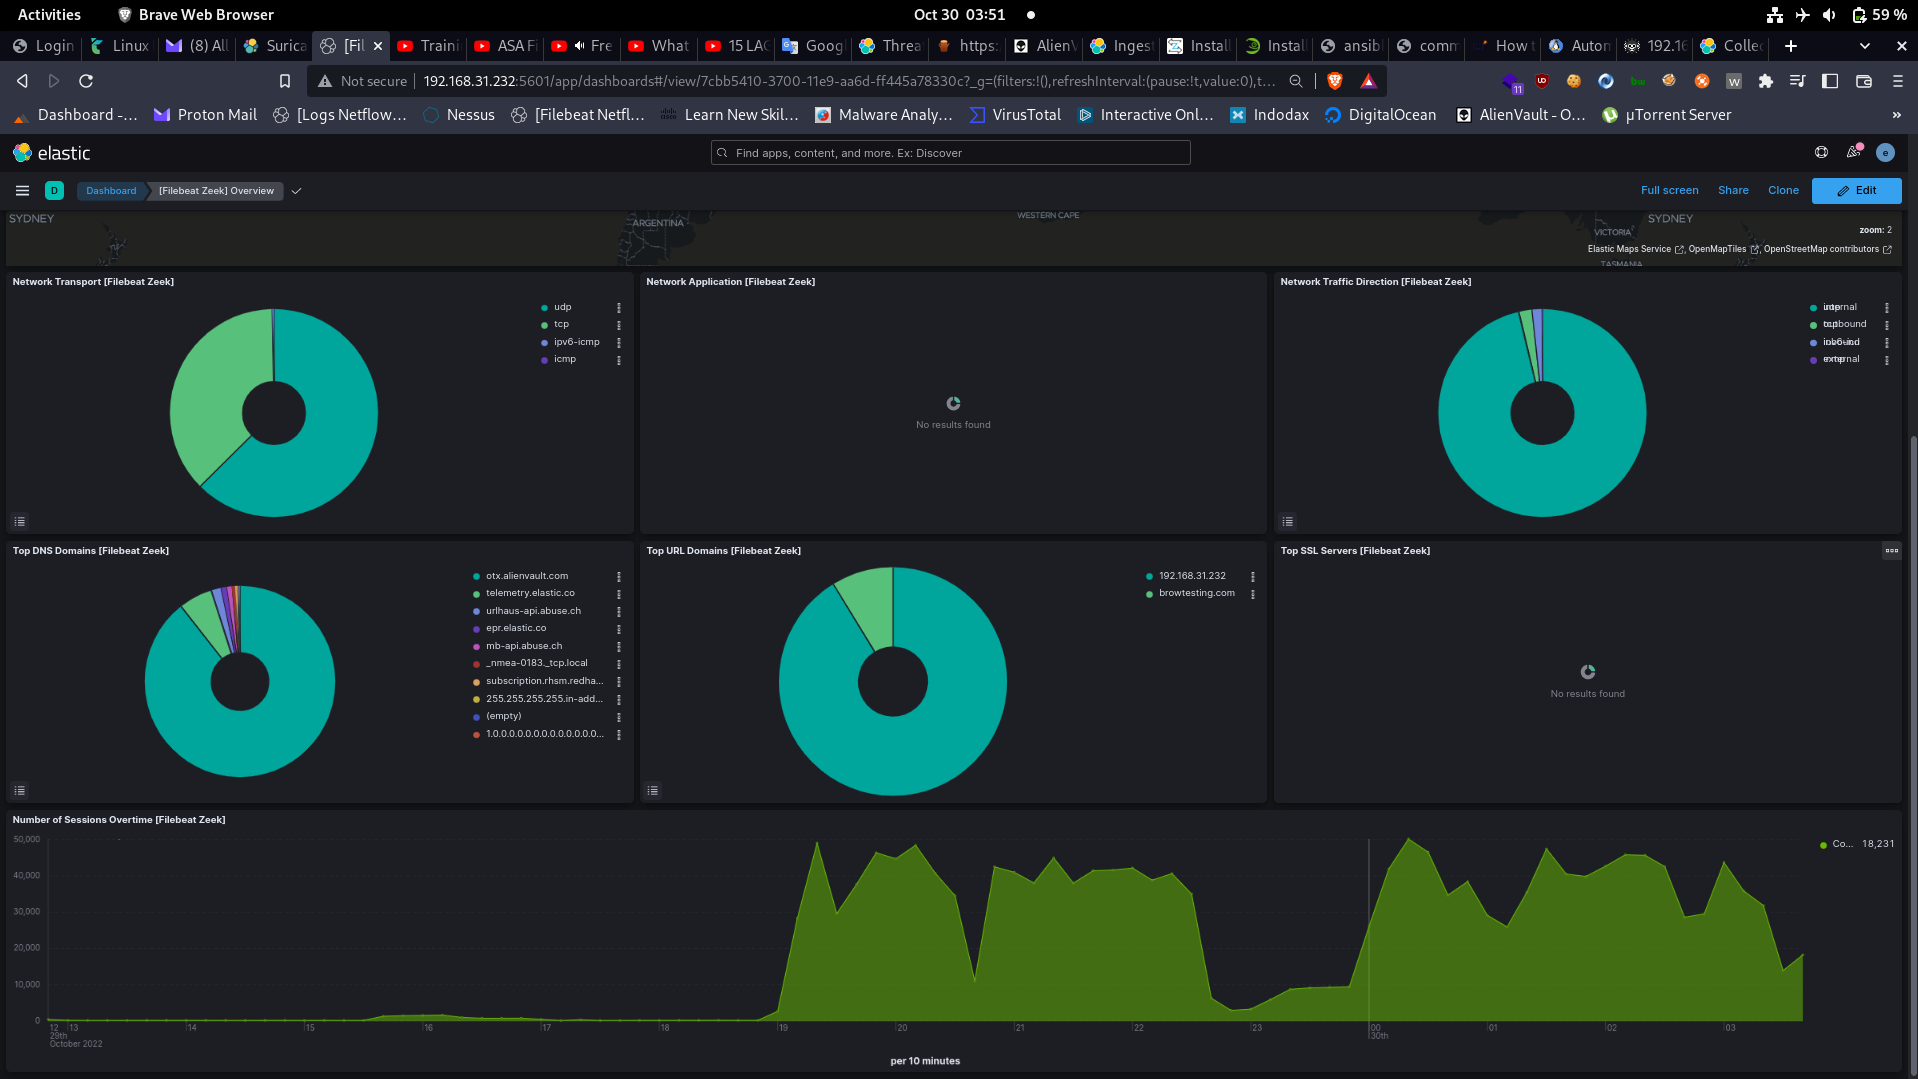 Activities
Brave Web Browser
Oct 30 03:51
59 %
Login
Linux
(8) Al
Surica
[Fil
Traini
ASA Fi
Fre
What
15 LAC
Goog
Threa
https:
AlienV
Ingest
Install
Instal
ansibl
comm
How t
Autom
192.16
Collec
Not secure
192.168.31.232:5601/app/dashboards#/view/7cbb5410-3700-11e9-aa6d-ff445a78330c?_g=(filters:!(),refreshInterval:(pause:!t,value:0),t...
11
Dashboard -...
Proton Mail
[Logs Netflow...
Nessus
[Filebeat Netfl...
Learn New Skil...
Malware Analy...
VirusTotal
Interactive Onl...
Indodax
DigitalOcean
AlienVault - O...
µTorrent Server
»
elastic
Find apps, content, and more. Ex: Discover
e
D
Dashboard
[Filebeat Zeek] Overview
Full screen
Share
Clone
Edit
SYDNEY
ARGENTINA
WESTERN CAPE
SYDNEY
VICTORIA
TASMANIA
zoom: 2
Elastic Maps Service, OpenMapTiles, OpenStreetMap contributors
Network Transport [Filebeat Zeek]
udp
tcp
ipv6-icmp
icmp
Network Application [Filebeat Zeek]
No results found
Network Traffic Direction [Filebeat Zeek]
Top DNS Domains [Filebeat Zeek]
otx.alienvault.com
telemetry.elastic.co
urlhaus-api.abuse.ch
epr.elastic.co
mb-api.abuse.ch
_nmea-0183._tcp.local
subscription.rhsm.redha...
255.255.255.255.in-add...
(empty)
1.0.0.0.0.0.0.0.0.0.0.0.0...
Top URL Domains [Filebeat Zeek]
192.168.31.232
browtesting.com
Top SSL Servers [Filebeat Zeek]
No results found
Number of Sessions Overtime [Filebeat Zeek]
50,000
40,000
30,000
20,000
10,000
0
Co... 18,231
12 13 14 15 16 17 18 19 20 21 22 23 00 01 02 03
29th
30th
October 2022
per 10 minutes